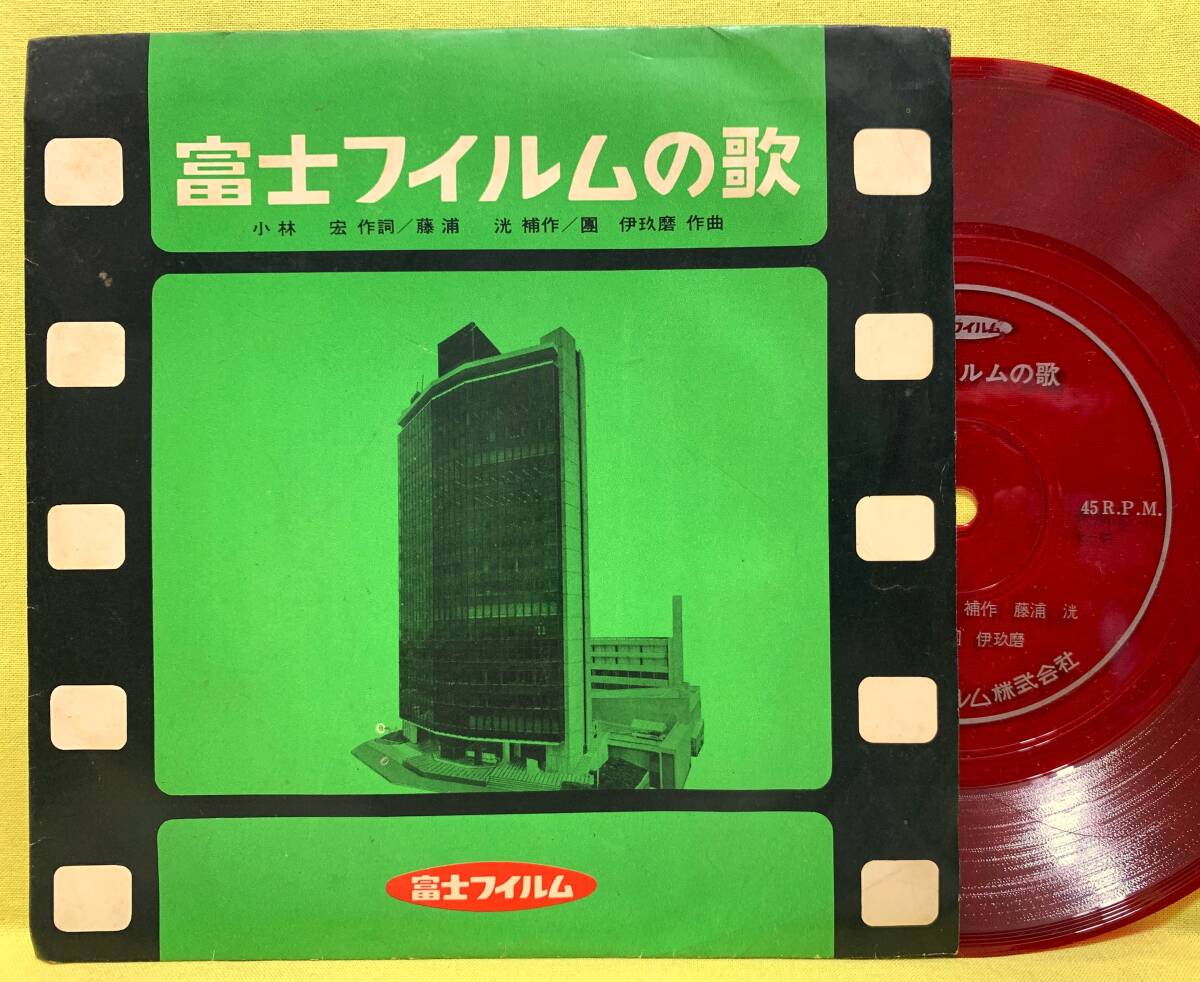 富士フイルムの歌
小林 宏 作詞/藤浦 洸 補作/團 伊玖磨 作曲
富士フイルム
フイルム
ルムの歌
45 R.P.M.
補作 藤浦 洸
伊玖磨
ルム株式会社